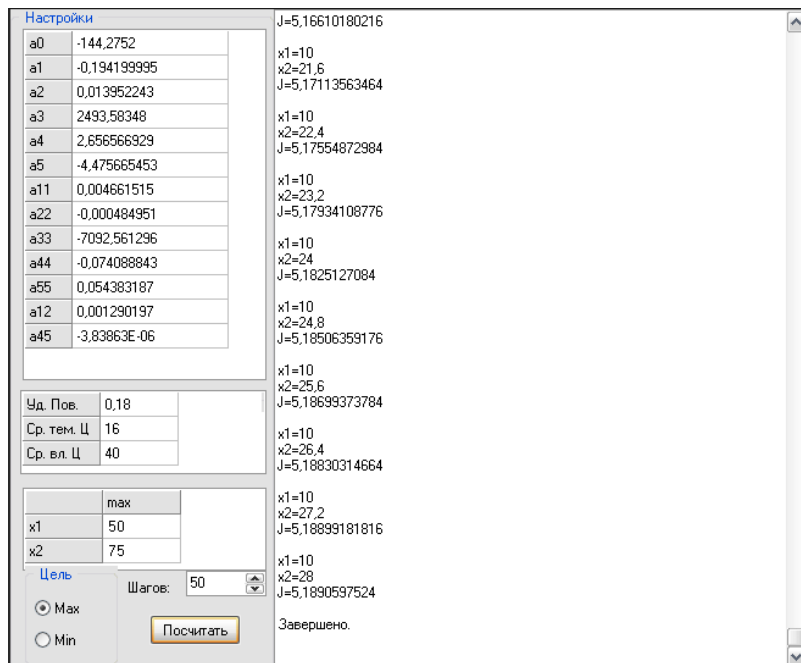 Настройки
a0 -144,2752
a1 -0,194199995
a2 0,013952243
a3 2493,58348
a4 2,656566929
a5 -4,475665453
a11 0,004661515
a22 -0,000484951
a33 -7092,561296
a44 -0,074088843
a55 0,054383187
a12 0,001290197
a45 -3,83863E-06
Уд. Пов. 0,18
Ср. тем. Ц 16
Ср. вл. Ц 40
max
x1 50
x2 75
Цель
Max
Min
Шагов: 50
Посчитать
J=5,16610180216
x1=10
x2=21,6
J=5,17113563464
x1=10
x2=22,4
J=5,17554872984
x1=10
x2=23,2
J=5,17934108776
x1=10
x2=24
J=5,1825127084
x1=10
x2=24,8
J=5,18506359176
x1=10
x2=25,6
J=5,18699373784
x1=10
x2=26,4
J=5,18830314664
x1=10
x2=27,2
J=5,18899181816
x1=10
x2=28
J=5,1890597524
Завершено.